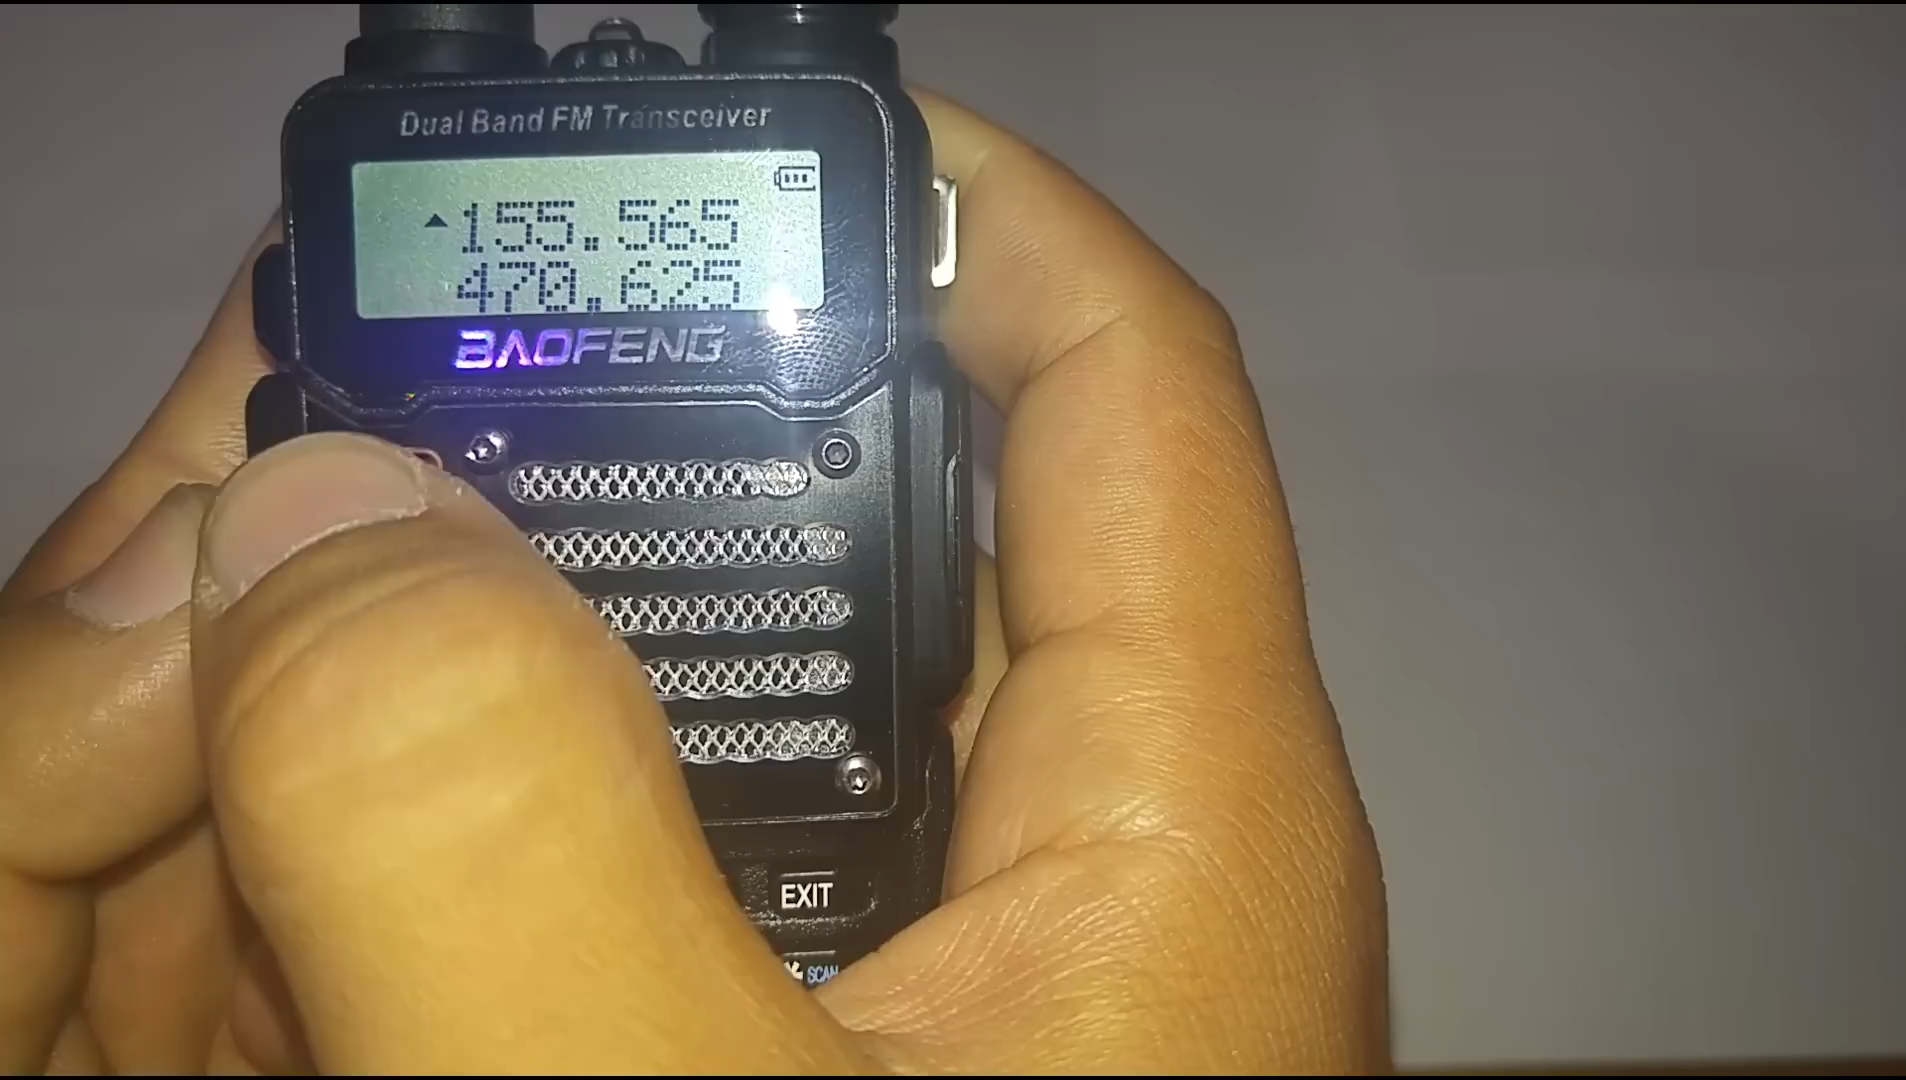 Dual Band FM Transceiver
▲155.565
470.625
BAOFENG
EXIT
* SCAN